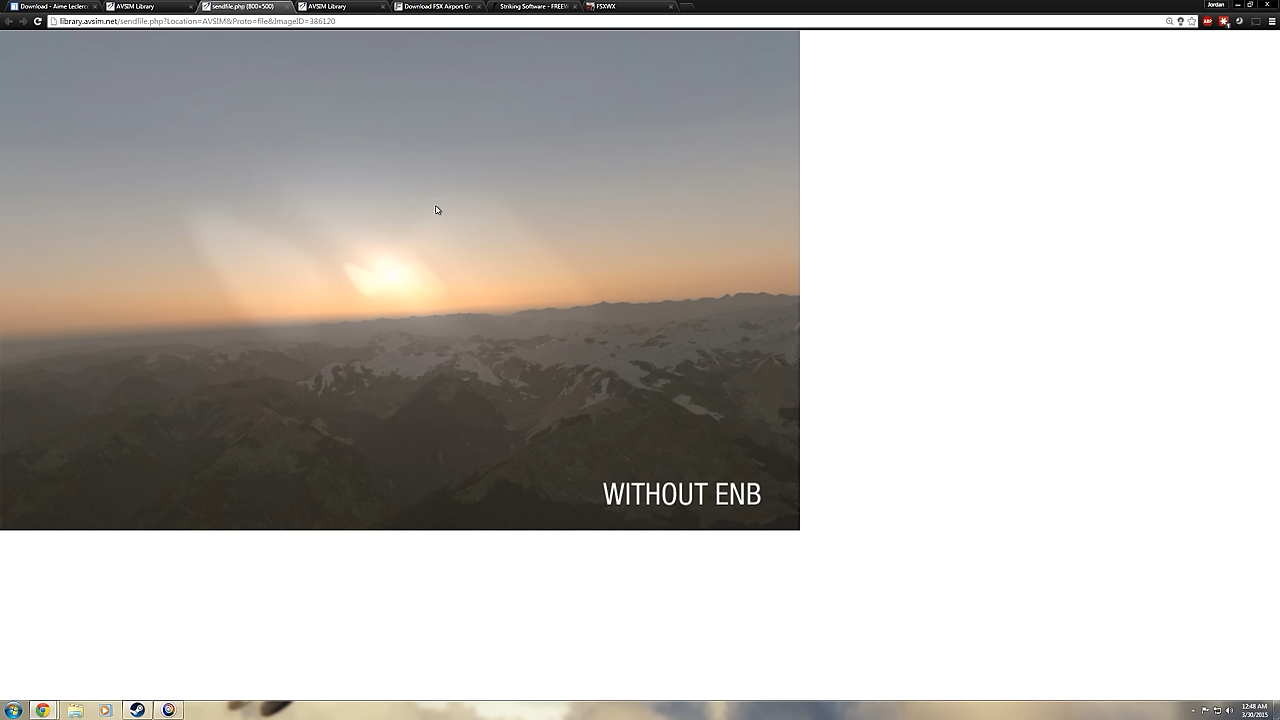 Download - Aime Leclerc
AVSIM Library
sendfile.php (800×500)
AVSIM Library
Download FSX Airport Gr
Striking Software - FREEW
FSXWX
Jordan
library.avsim.net/sendfile.php?Location=AVSIM&Proto=file&ImageID=386120
ABP
WITHOUT ENB
12:48 AM
3/30/2015